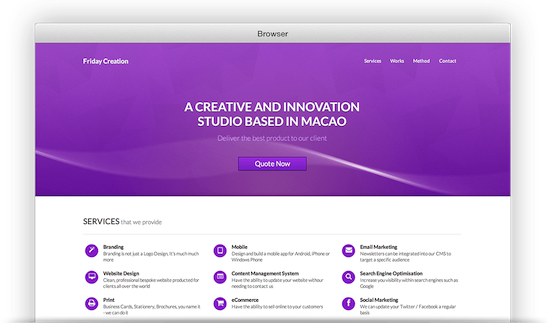 Browser
Friday Creation
Services Works Method Contact
A CREATIVE AND INNOVATION
STUDIO BASED IN MACAO
Deliver the best product to our client
Quote Now
SERVICES that we provide
Branding
Branding is not just a Logo Design, It's much much
more
Mobile
Design and build a mobile app for Android, iPhone or
Windows Phone
Email Marketing
Newsletters can be integrated into our CMS to
target a specific audience
Website Design
Clean, professional bespoke website produced for
clients all over the world
Content Management System
Have the ability to update your website without
needing to contact us
Search Engine Optimisation
Increase you visibility within search engines such as
Google
Print
Business Cards, Stationery, Brochures, you name it
- we can do it
eCommerce
Have the ability to sell online to your customers
Social Marketing
We can update your Twitter / Facebook a regular
basis